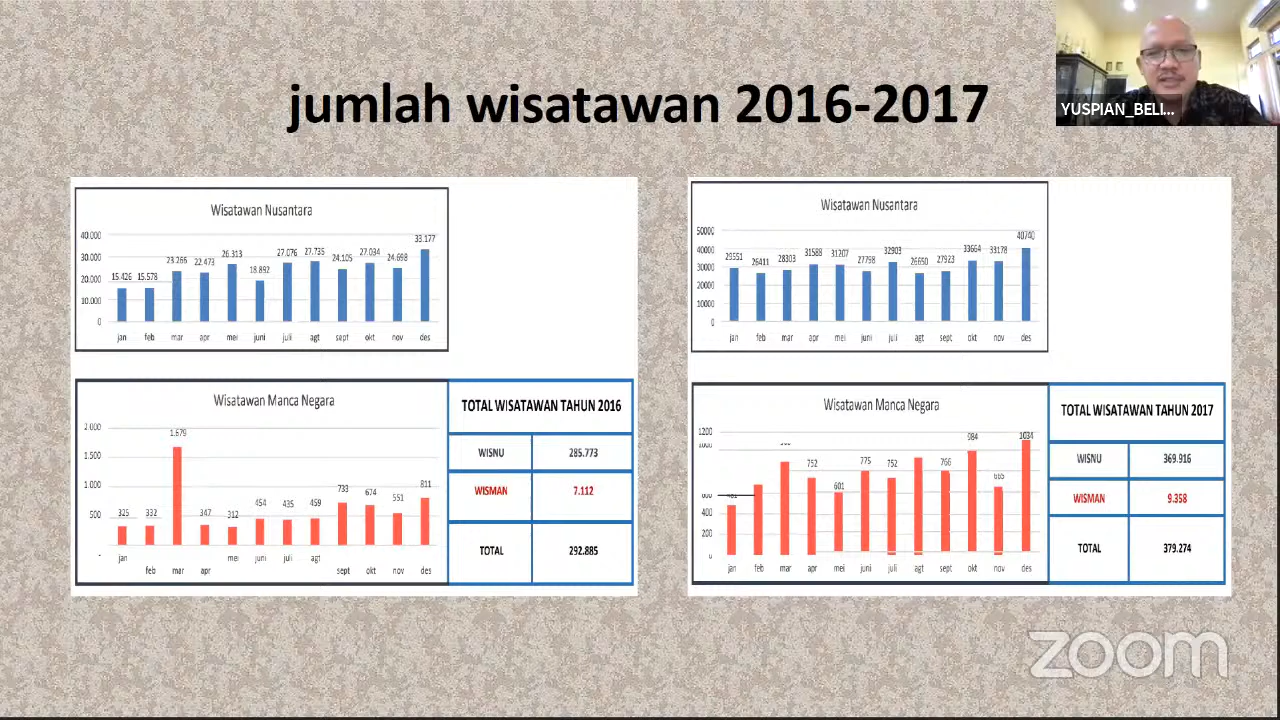 jumlah wisatawan 2016-2017
YUSPIAN_BELI...
Wisatawan Nusantara
40.000
30.000
20.000
10.000
0
15.426 15.578 23.266 22.473 26.313 18.892 27.076 27.735 24.105 27.034 24.698 33.177
jan feb mar apr mei juni juli agt sept okt nov des
Wisatawan Manca Negara
2.000
1.500
1.000
500
-
325 332 1.679 347 312 454 435 459 733 674 551 811
jan feb mar apr mei juni juli agt sept okt nov des
TOTAL WISATAWAN TAHUN 2016
WISNU 285.773
WISMAN 7.112
TOTAL 292.885
Wisatawan Nusantara
50000
40000
30000
20000
10000
0
29551 26411 28303 31588 31207 27798 32903 26650 27923 33664 33178 40740
jan feb mar apr mei juni juli agt sept okt nov des
Wisatawan Manca Negara
1200
400
200
0
752 601 775 752 766 984 665 1034
jan feb mar apr mei juni juli agt sept okt nov des
TOTAL WISATAWAN TAHUN 2017
WISNU 369.916
WISMAN 9.358
TOTAL 379.274
zoom